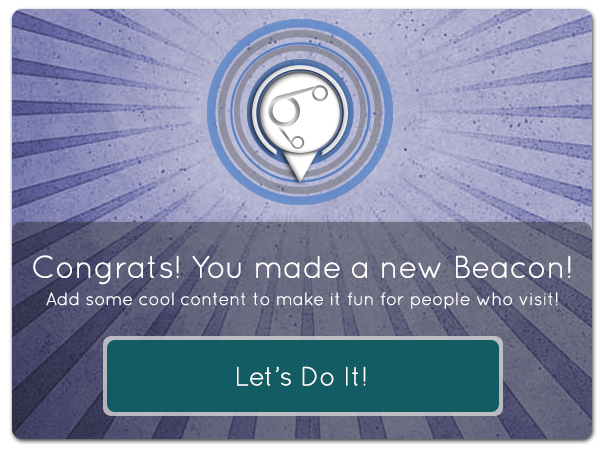 Congrats! You made a new Beacon!
Add some cool content to make it fun for people who visit!
Let's Do It!